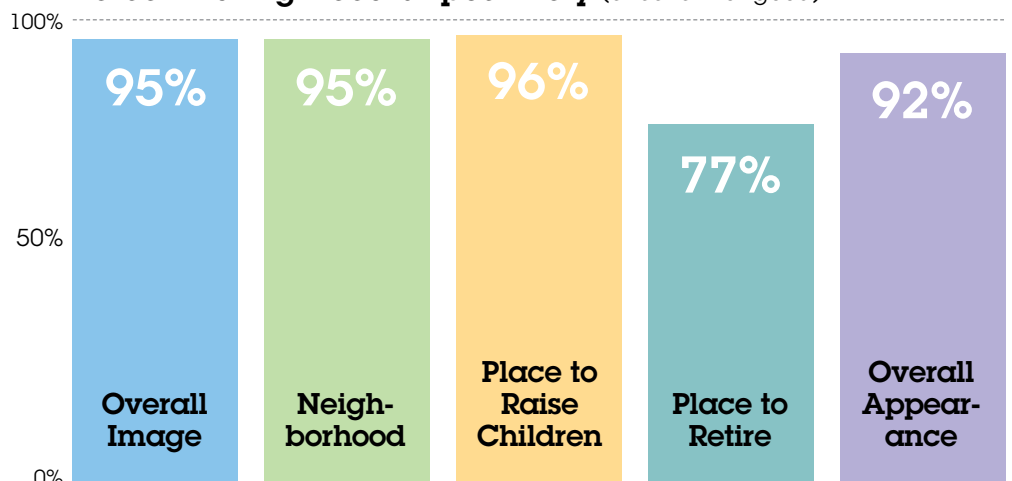 100%
95%
95%
96%
77%
92%
50%
Overall
Image
Neigh-
borhood
Place to
Raise
Children
Place to
Retire
Overall
Appear-
ance
0%